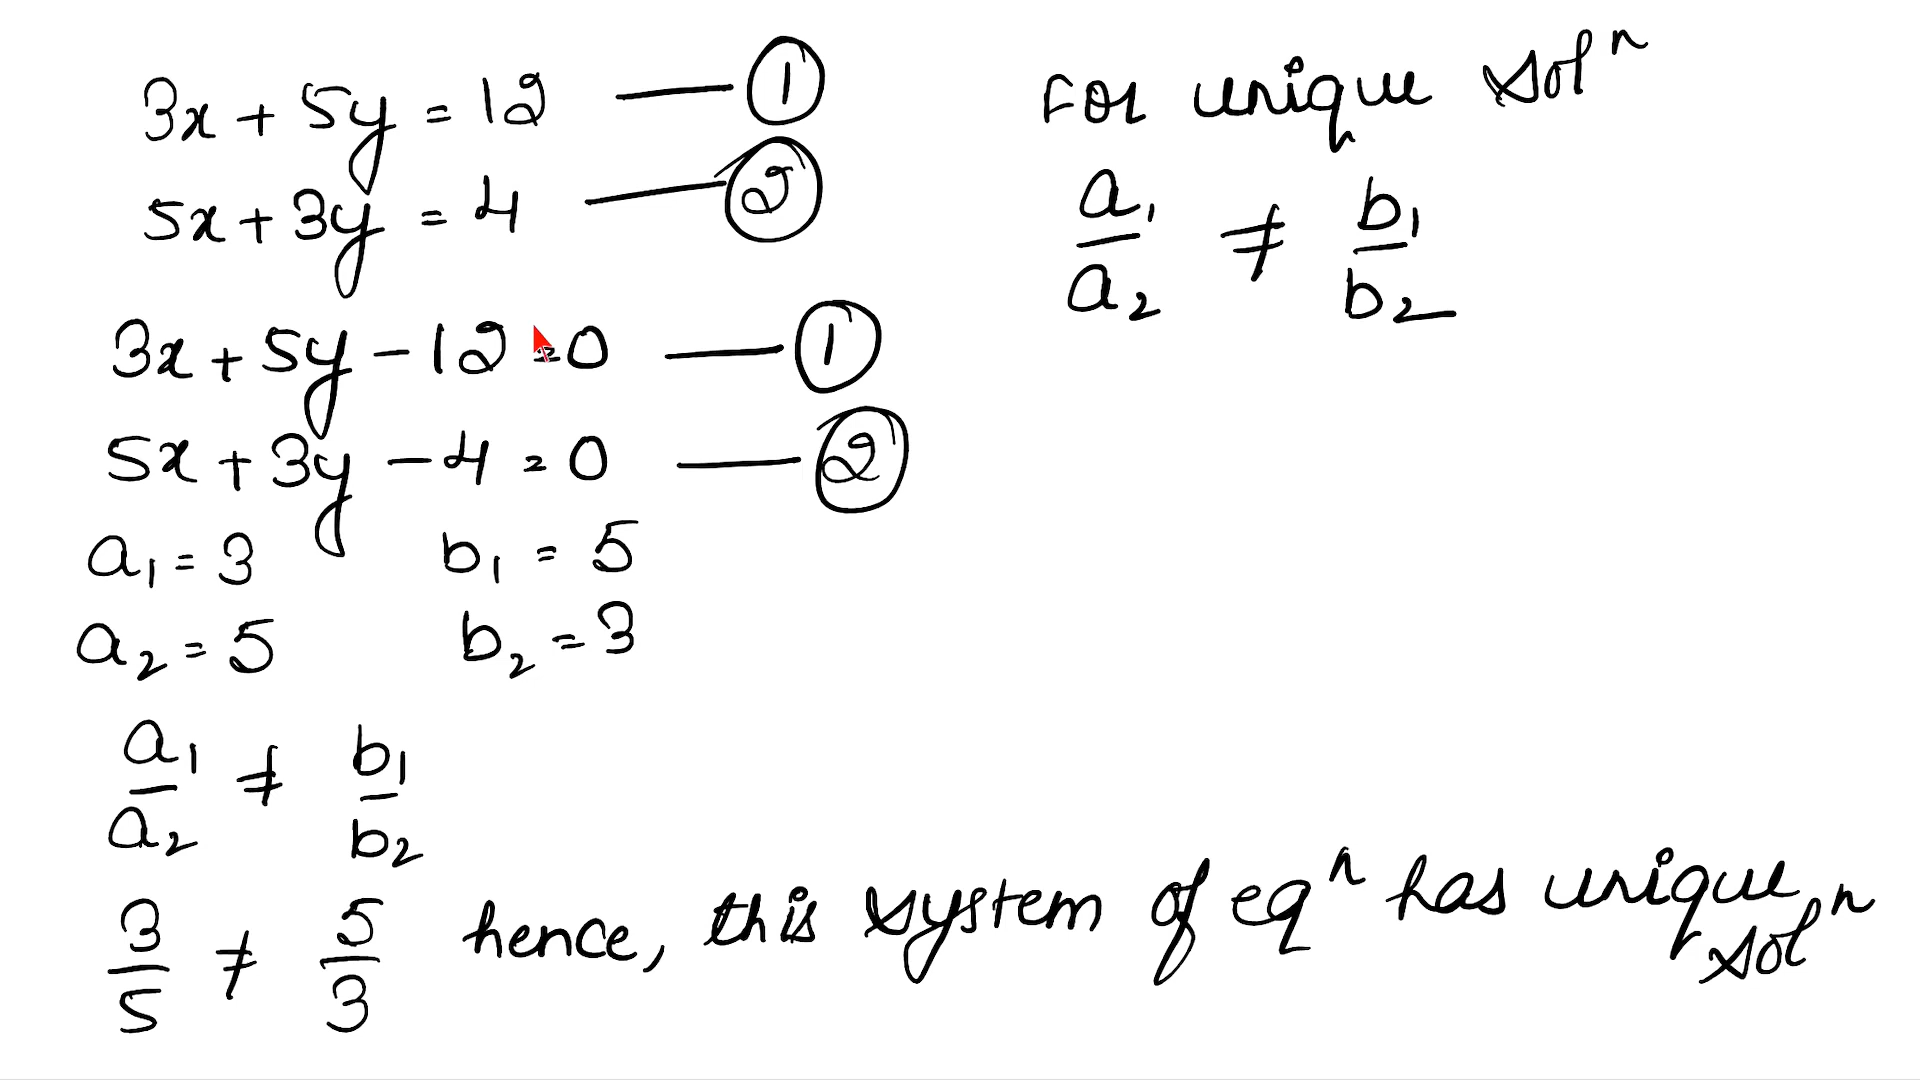 3x + 5y = 12 — ①
5x + 3y = 4 — ②
3x + 5y - 12 = 0 — ①
5x + 3y - 4 = 0 — ②
a₁ = 3 b₁ = 5
a₂ = 5 b₂ = 3
a₁/a₂ ≠ b₁/b₂
3/5 ≠ 5/3 hence, this system of eqⁿ has unique
solⁿ
For unique solⁿ
a₁/a₂ ≠ b₁/b₂